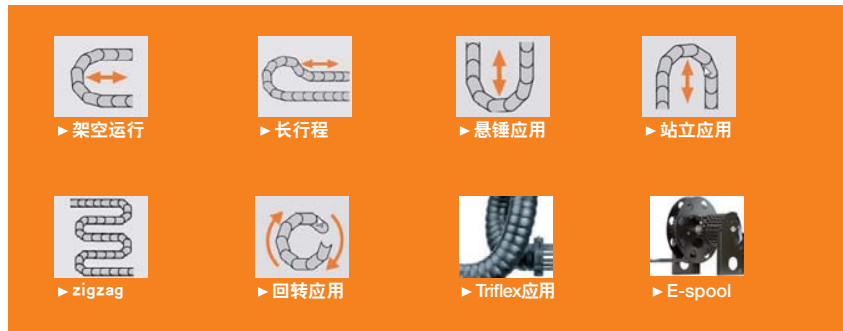 ►架空运行
►长行程
►悬锤应用
►站立应用
►zigzag
►回转应用
►Triflex应用
►E-spool